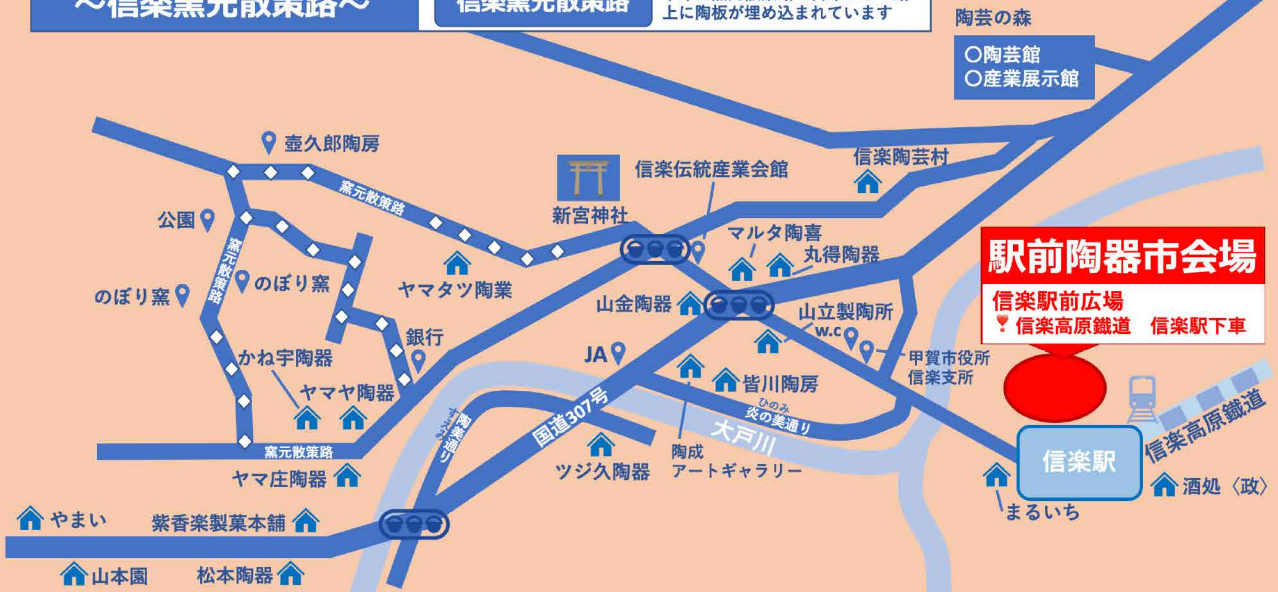 ～信楽窯元散策路～
信楽窯元散策路
上に陶板が埋め込まれています
陶芸の森
〇陶芸館
〇産業展示館
壺久郎陶房
信楽陶芸村
信楽伝統産業会館
窯元散策路
新宮神社
公園
マルタ陶喜
丸得陶器
駅前陶器市会場
信楽駅前広場
信楽高原鐵道 信楽駅下車
窯元散策路
のぼり窯
のぼり窯
ヤマタツ陶業
山金陶器
山立製陶所
w.c
銀行
JA
甲賀市役所
信楽支所
かね宇陶器
ヤマヤ陶器
皆川陶房
ひのみ
炎の美通り
国道307号
大戸川
陶美通り
すえみ
信楽高原鐵道
窯元散策路
陶成
アートギャラリー
信楽駅
ヤマ庄陶器
ツジ久陶器
酒処〈政〉
まるいち
やまい
紫香楽製菓本舗
山本園
松本陶器